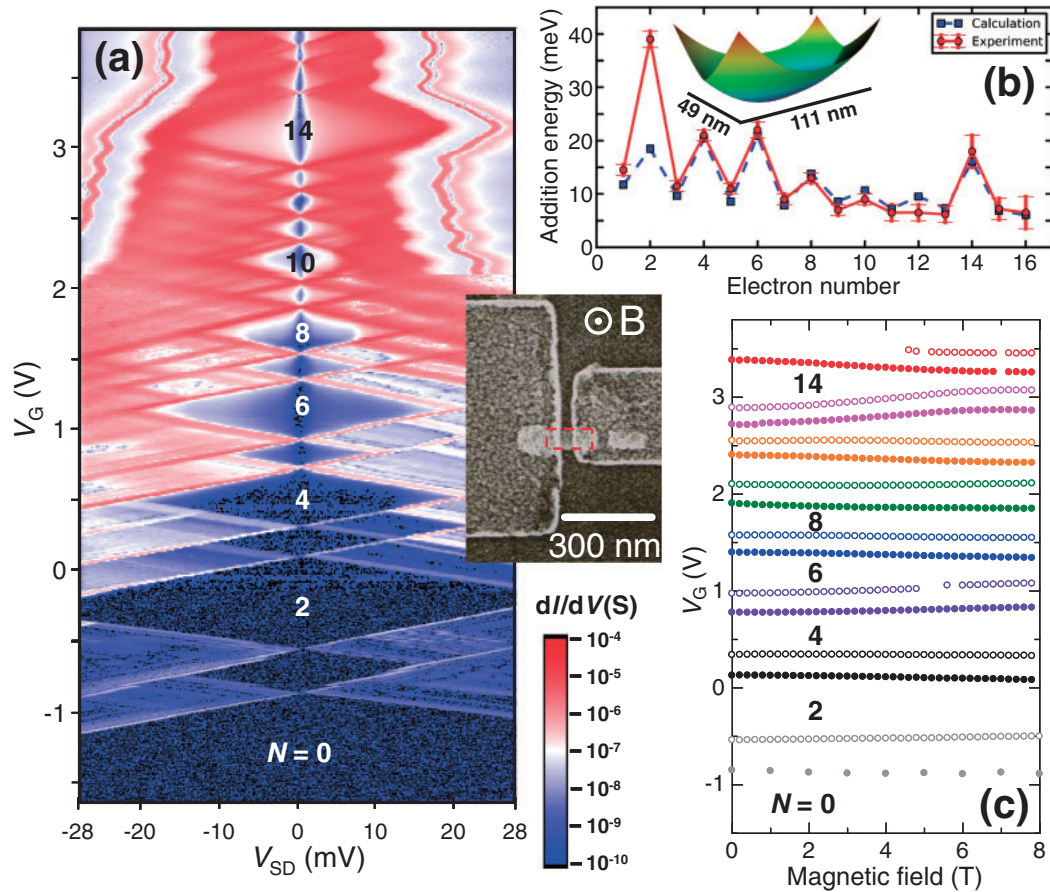 (a)
14
10
8
6
4
2
N = 0
3
2
1
0
-1
V_G (V)
-28
-10
0
10
20
28
V_SD (mV)
B
300 nm
dI/dV(S)
10^-4
10^-5
10^-6
10^-7
10^-8
10^-9
10^-10
(b)
Calculation
Experiment
49 nm
111 nm
Addition energy (meV)
40
30
20
10
0
0 2 4 6 8 10 12 14 16
Electron number
(c)
14
8
6
4
2
N = 0
3
2
1
0
-1
V_G (V)
0 2 4 6 8
Magnetic field (T)